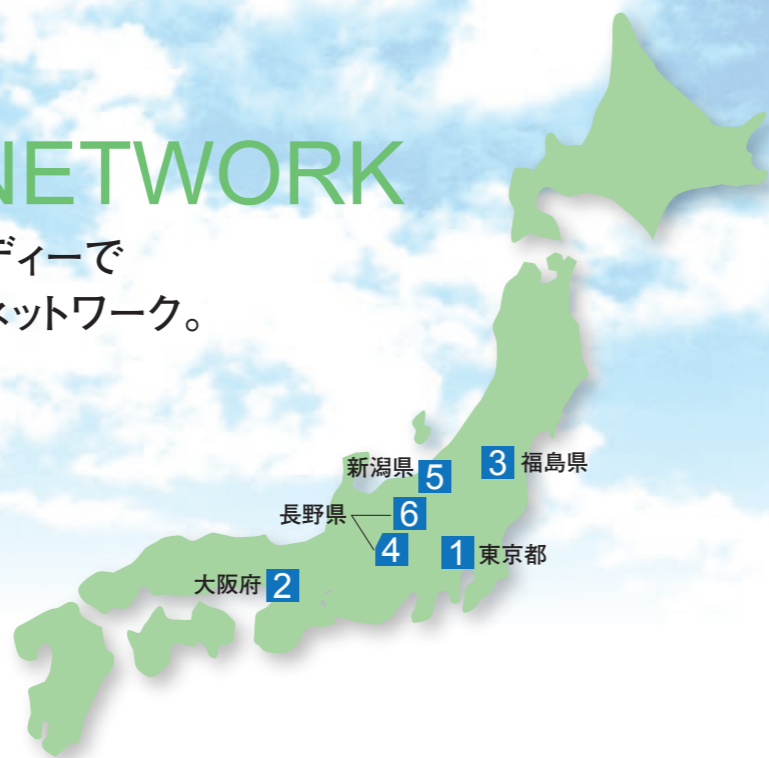 NETWORK
ディーで
ネットワーク。
新潟県 5
3 福島県
長野県
6
4
1 東京都
大阪府 2